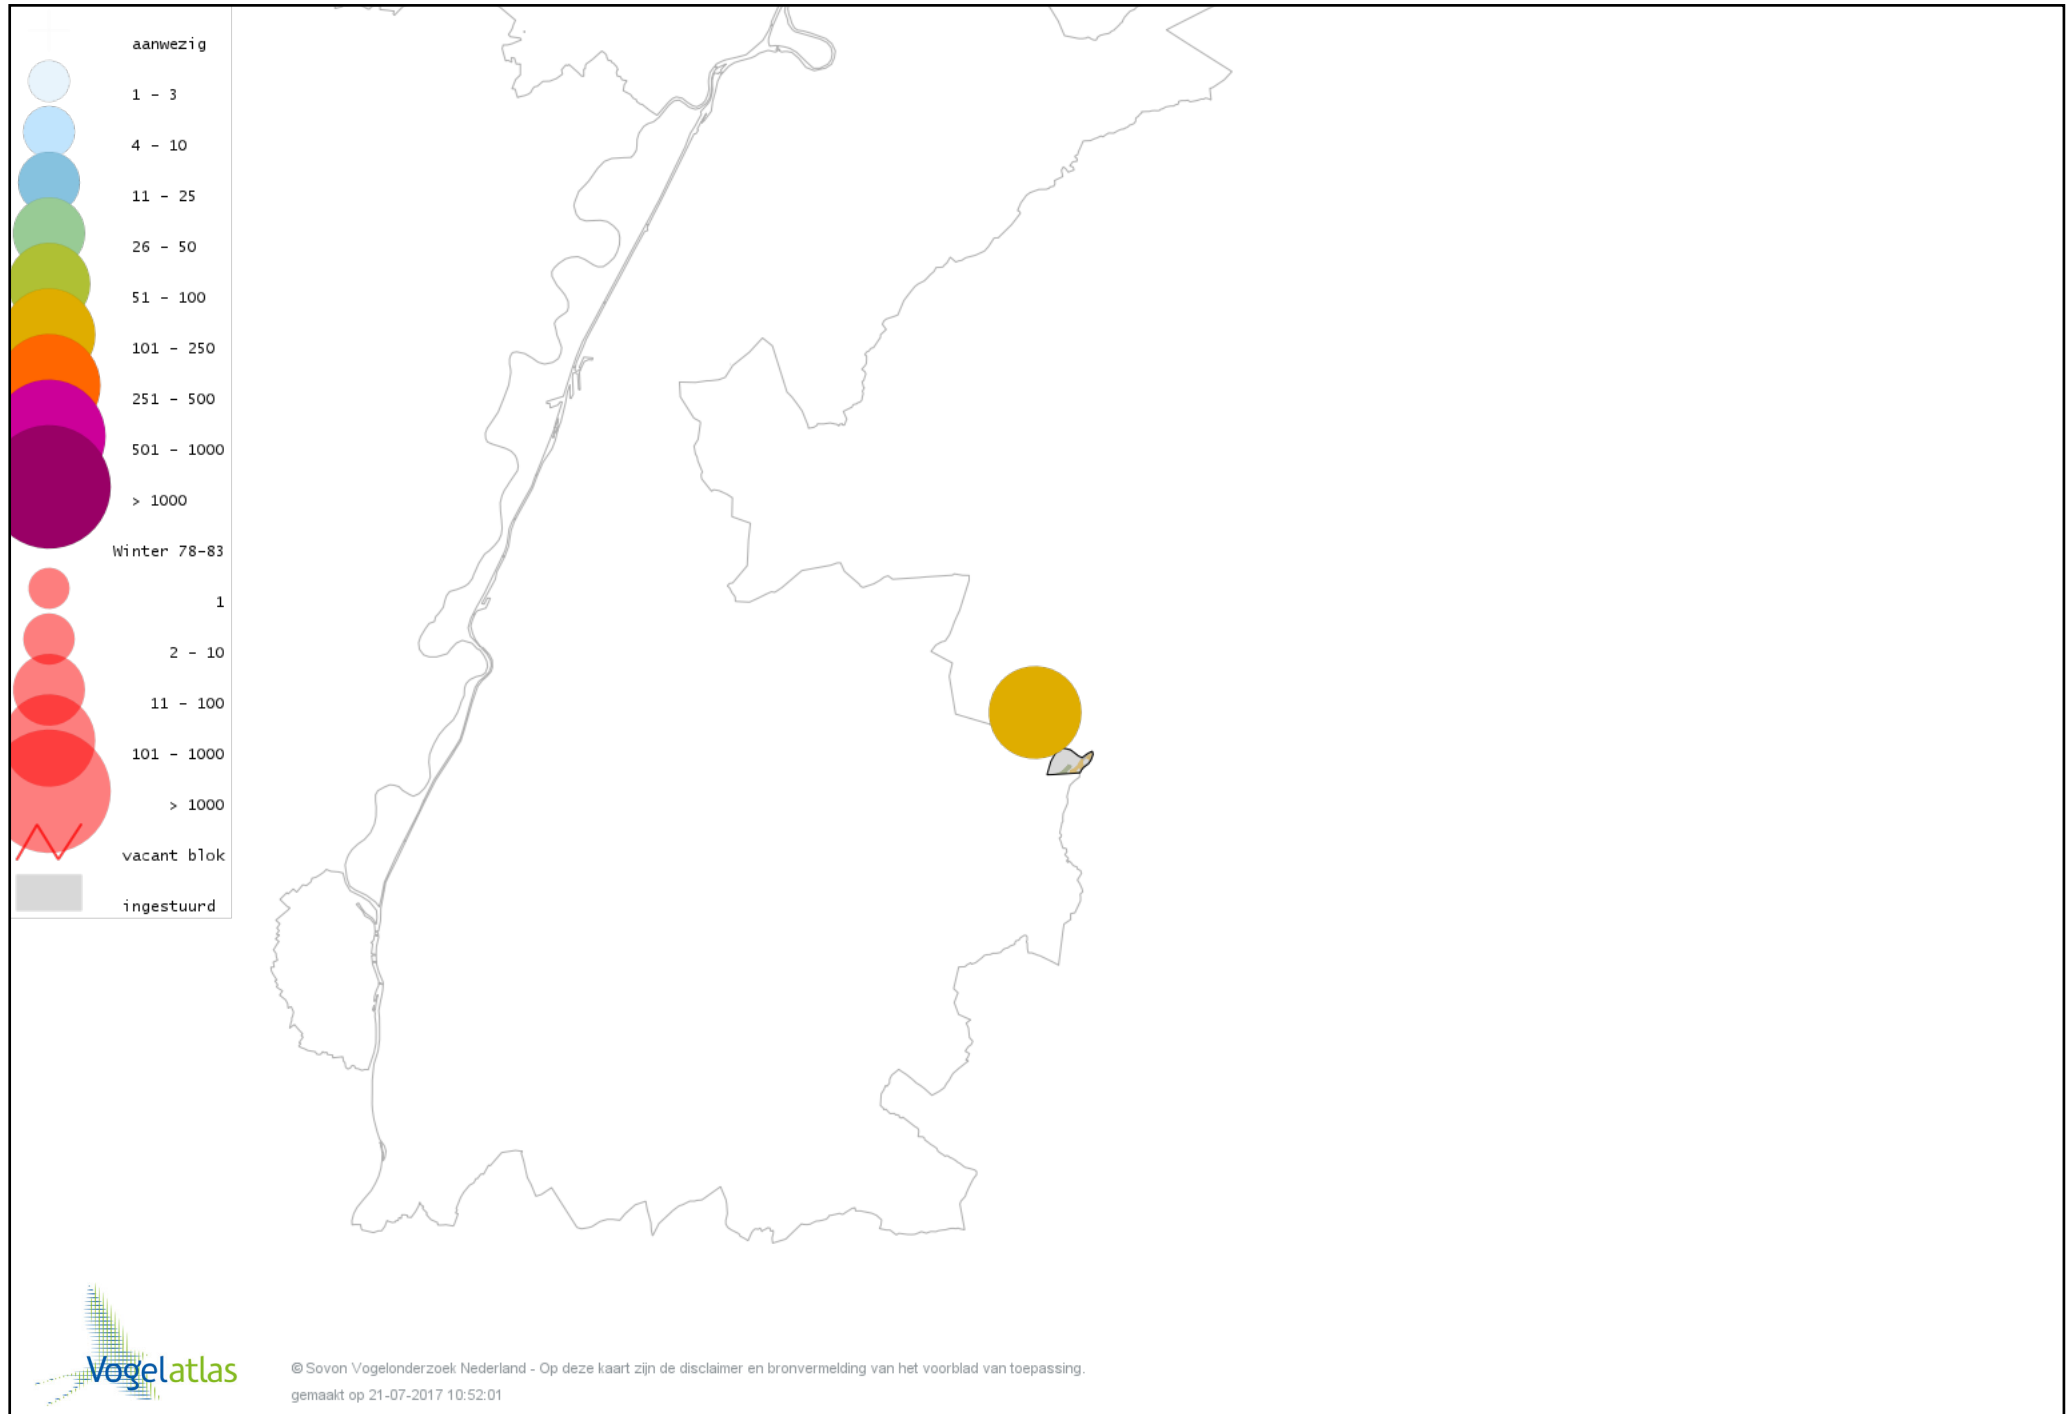 aanwezig
1 - 3
4 - 10
11 - 25
26 - 50
51 - 100
101 - 250
251 - 500
501 - 1000
> 1000
Winter 78-83
1
2 - 10
11 - 100
101 - 1000
> 1000
vacant blok
ingestuurd
Vogelatlas
© Sovon Vogelonderzoek Nederland - Op deze kaart zijn de disclaimer en bronvermelding van het voorblad van toepassing.
gemaakt op 21-07-2017 10:52:01